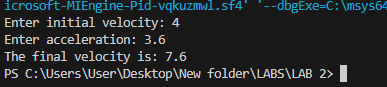 icrosoft-MIEngine-Pid-vqkuzmwl.sf4' '--dbgExe=C:\msys64
Enter initial velocity: 4
Enter acceleration: 3.6
The final velocity is: 7.6
PS C:\Users\User\Desktop\New folder\LABS\LAB 2>